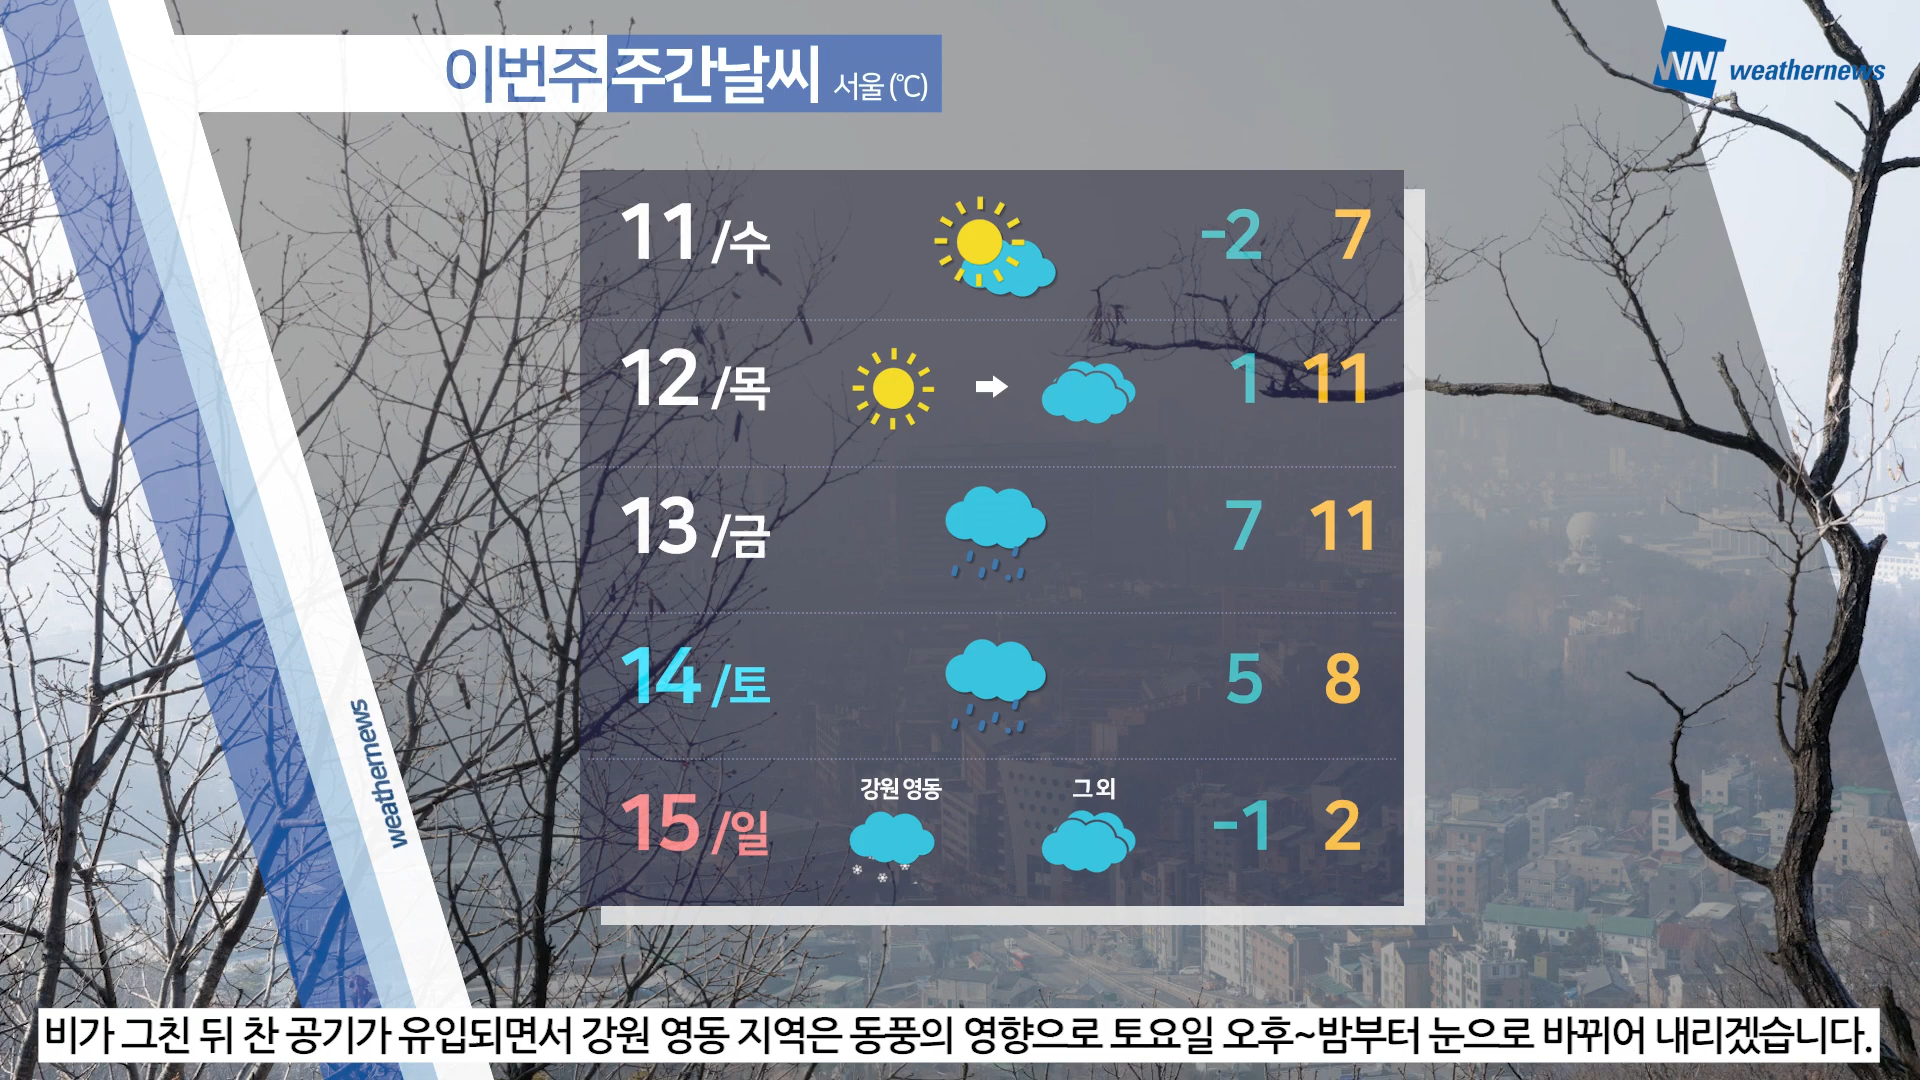 이번주 주간날씨 서울 (℃)
weathernews
11 /수 -2 7
12 /목 1 11
13 /금 7 11
14 /토 5 8
강원 영동 그 외
15 /일 -1 2
weathernews
비가 그친 뒤 찬 공기가 유입되면서 강원 영동 지역은 동풍의 영향으로 토요일 오후~밤부터 눈으로 바뀌어 내리겠습니다.